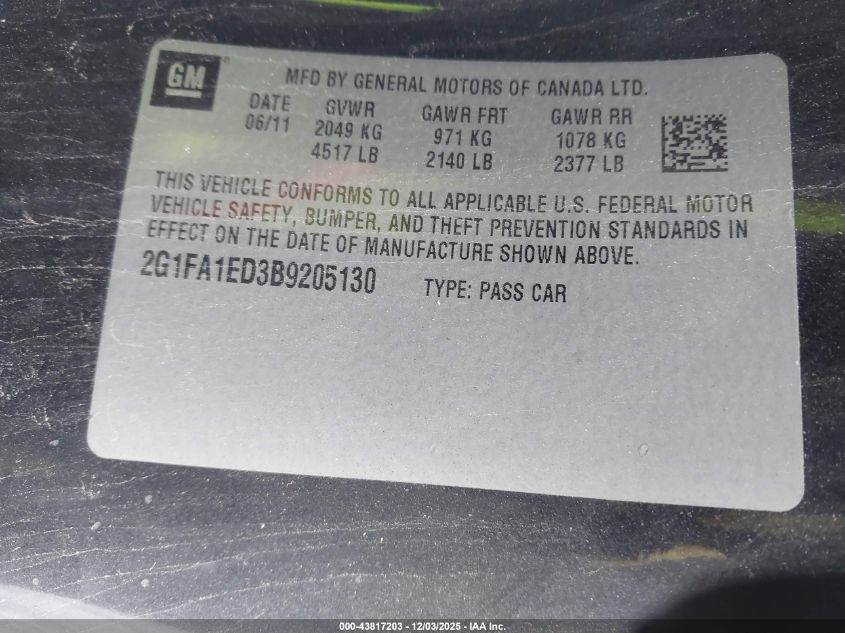 GM®
MFD BY GENERAL MOTORS OF CANADA LTD.
DATE GVWR GAWR FRT GAWR RR
06/11 2049 KG 971 KG 1078 KG
4517 LB 2140 LB 2377 LB
THIS VEHICLE CONFORMS TO ALL APPLICABLE U.S. FEDERAL MOTOR
VEHICLE SAFETY, BUMPER, AND THEFT PREVENTION STANDARDS IN
EFFECT ON THE DATE OF MANUFACTURE SHOWN ABOVE.
2G1FA1ED3B9205130 TYPE: PASS CAR
000-43817203 - 12/03/2025 - IAA Inc.